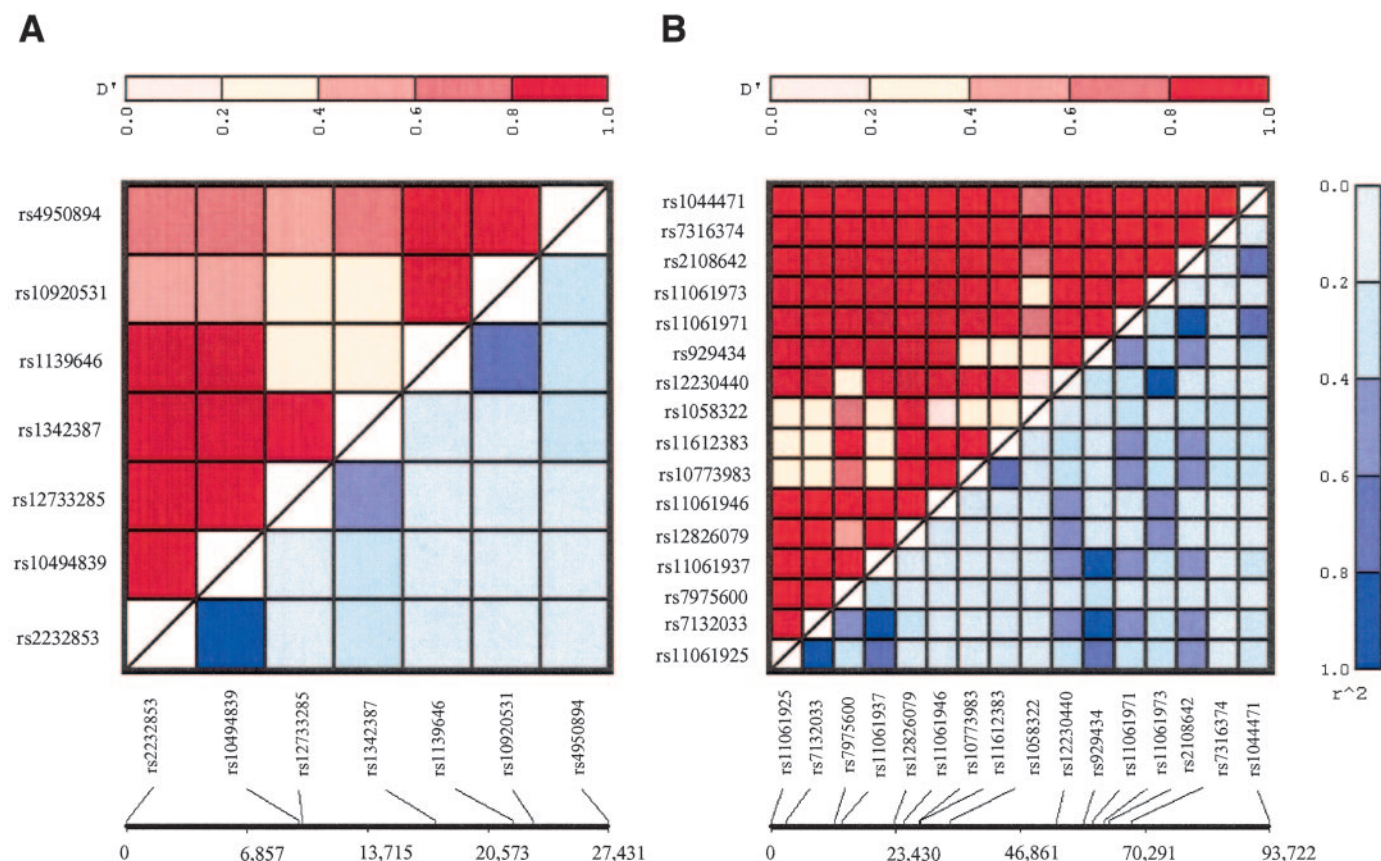 A
B
D'
0.0
0.2
0.4
0.6
0.8
1.0
D'
0.0
0.2
0.4
0.6
0.8
1.0
rs4950894
rs10920531
rs1139646
rs1342387
rs12733285
rs10494839
rs2232853
rs1044471
rs7316374
rs2108642
rs11061973
rs11061971
rs929434
rs12230440
rs1058322
rs11612383
rs10773983
rs11061946
rs12826079
rs11061937
rs7975600
rs7132033
rs11061925
0.0
0.2
0.4
0.6
0.8
1.0
r^2
rs2232853
rs10494839
rs12733285
rs1342387
rs1139646
rs10920531
rs4950894
rs11061925
rs7132033
rs7975600
rs11061937
rs12826079
rs11061946
rs10773983
rs11612383
rs1058322
rs12230440
rs929434
rs11061971
rs11061973
rs2108642
rs7316374
rs1044471
0 6,857 13,715 20,573 27,431
0 23,430 46,861 70,291 93,722